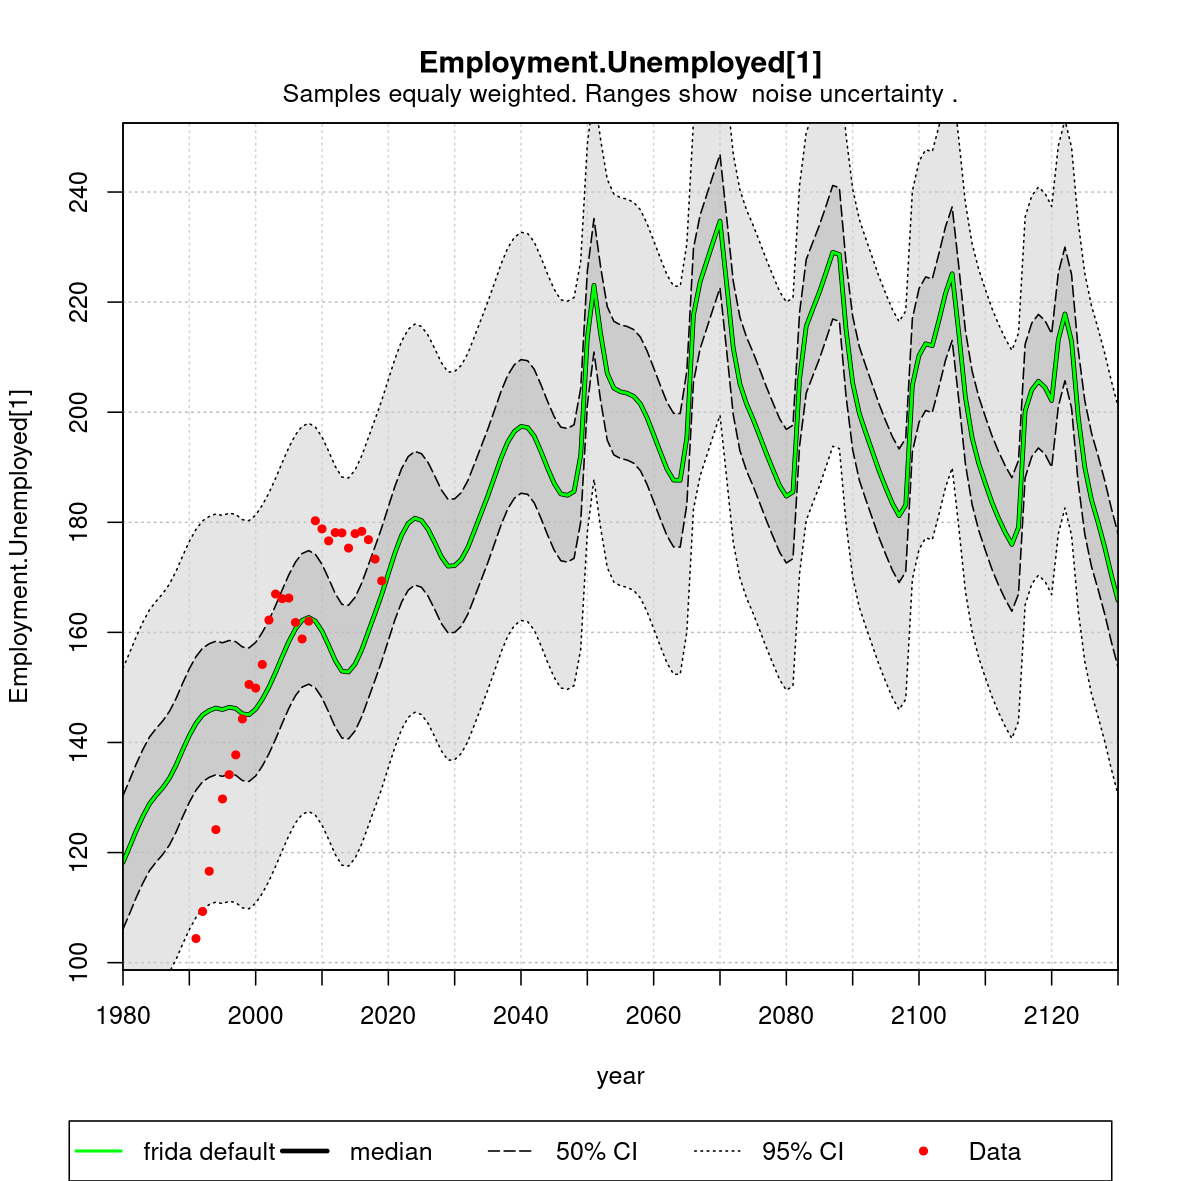 Employment.Unemployed[1]
Samples equaly weighted. Ranges show  noise uncertainty .
Employment.Unemployed[1]
240
220
200
180
160
140
120
100
1980 2000 2020 2040 2060 2080 2100 2120
year
frida default median 50% CI 95% CI Data